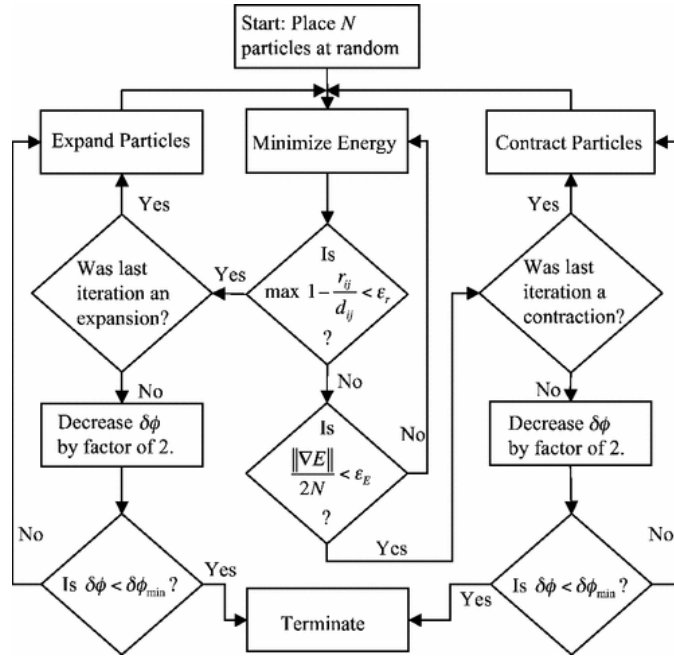 Start: Place N
particles at random
Expand Particles
Minimize Energy
Contract Particles
Yes
Yes
Was last
iteration an
expansion?
Yes
Is
max 1 - r_ij / d_ij < ε_r
?
Was last
iteration a
contraction?
No
No
No
Decrease δϕ
by factor of 2.
Is
‖∇E‖ / 2N < ε_E
?
No
Decrease δϕ
by factor of 2.
No
Yes
No
Is δϕ < δϕ_min ?
Yes
Terminate
Yes
Is δϕ < δϕ_min ?